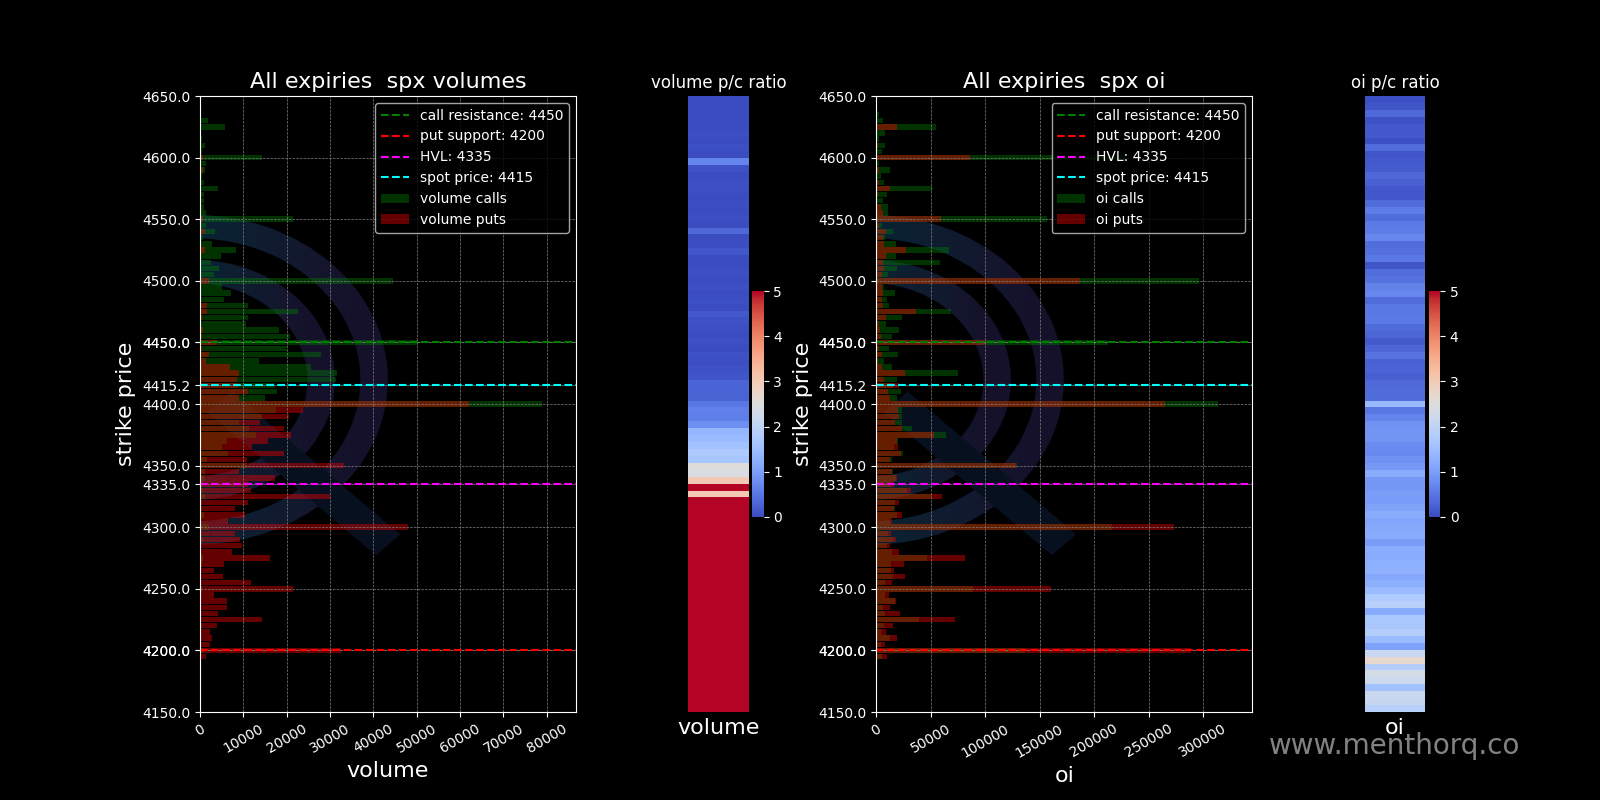 All expiries  spx volumes
volume p/c ratio
All expiries  spx oi
oi p/c ratio
strike price
4650.0
4600.0
4550.0
4500.0
4450.0
4415.2
4400.0
4350.0
4335.0
4300.0
4250.0
4200.0
4150.0
call resistance: 4450
put support: 4200
HVL: 4335
spot price: 4415
volume calls
volume puts
0
10000
20000
30000
40000
50000
60000
70000
80000
volume
5
4
3
2
1
0
volume
strike price
4650.0
4600.0
4550.0
4500.0
4450.0
4415.2
4400.0
4350.0
4335.0
4300.0
4250.0
4200.0
4150.0
call resistance: 4450
put support: 4200
HVL: 4335
spot price: 4415
oi calls
oi puts
0
50000
100000
150000
200000
250000
300000
oi
5
4
3
2
1
0
oi
www.menthorq.co